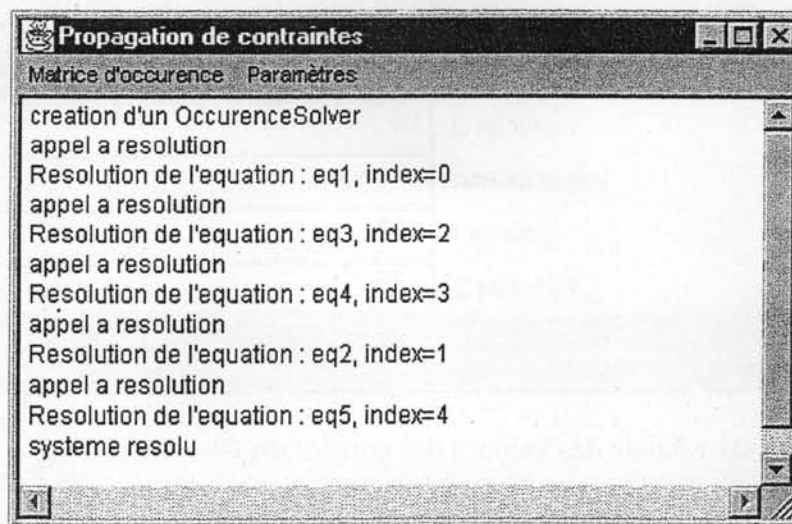 Propagation de contraintes
Matrice d'occurence Paramètres
creation d'un OccurenceSolver
appel a resolution
Resolution de l'equation : eq1, index=0
appel a resolution
Resolution de l'equation : eq3, index=2
appel a resolution
Resolution de l'equation : eq4, index=3
appel a resolution
Resolution de l'equation : eq2, index=1
appel a resolution
Resolution de l'equation : eq5, index=4
systeme resolu